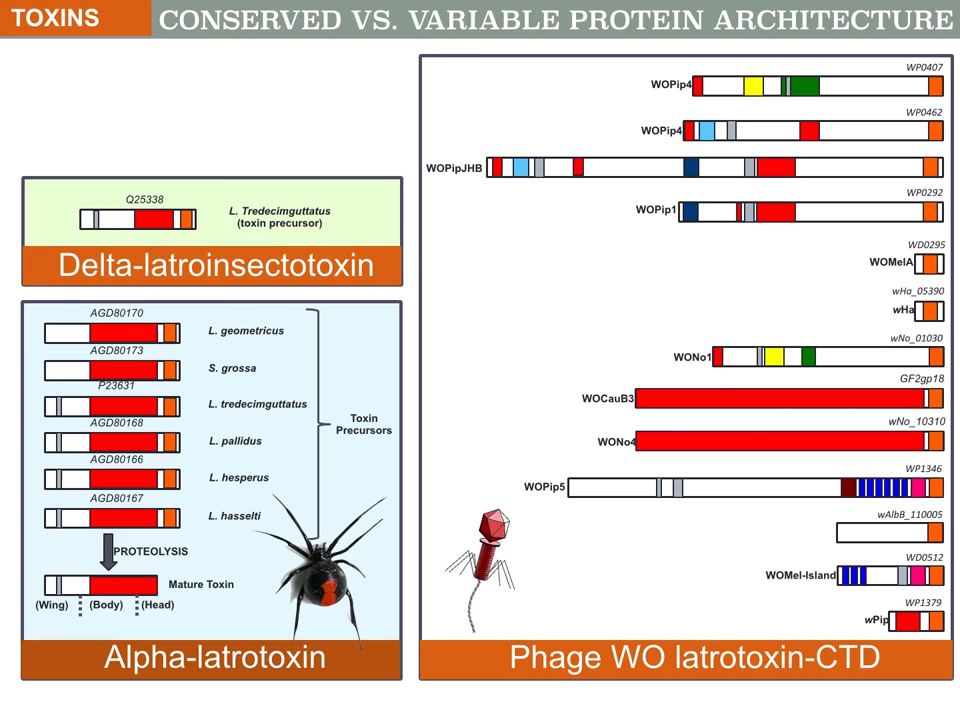 TOXINS
CONSERVED VS. VARIABLE PROTEIN ARCHITECTURE
Q25338
L. Tredecimguttatus
(toxin precursor)
Delta-latroinsectotoxin
AGD80170
L. geometricus
AGD80173
S. grossa
P23631
L. tredecimguttatus
AGD80168
L. pallidus
AGD80166
L. hesperus
AGD80167
L. hasselti
Toxin
Precursors
PROTEOLYSIS
Mature Toxin
(Wing)
(Body)
(Head)
Alpha-latrotoxin
WP0407
WOPip4
WP0462
WOPip4
WOPipJHB
WP0292
WOPip1
WD0295
WOMelA
wHa_05390
wHa
wNo_01030
WONo1
GF2gp18
WOCauB3
wNo_10310
WONo4
WP1346
WOPip5
wAlbB_110005
WD0512
WOMel-Island
WP1379
wPip
Phage WO latrotoxin-CTD